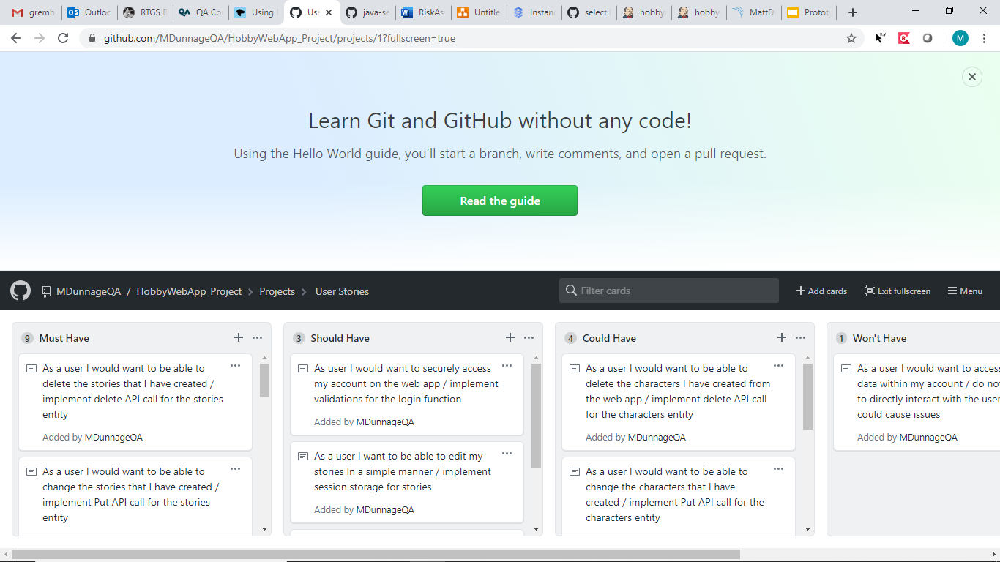 gremb
Outloo
RTGS F
QA Co
Using
Use
java-se
RiskAs
Untitle
Instanc
select.
hobby
hobby
MattD
Protot
github.com/MDunnageQA/HobbyWebApp_Project/projects/1?fullscreen=true
x,y
M
Learn Git and GitHub without any code!
Using the Hello World guide, you’ll start a branch, write comments, and open a pull request.
Read the guide
MDunnageQA / HobbyWebApp_Project > Projects > User Stories
Filter cards
Add cards
Exit fullscreen
Menu
9 Must Have
As a user I would want to be able to
delete the stories that I have created /
implement delete API call for the stories
entity
Added by MDunnageQA
As a user I would want to be able to
change the stories that I have created /
implement Put API call for the stories
entity
3 Should Have
As user I would want to securely access
my account on the web app / implement
validations for the login function
Added by MDunnageQA
As a user I want to be able to edit my
stories In a simple manner / implement
session storage for stories
Added by MDunnageQA
4 Could Have
As a user I would want to be able to
delete the characters I have created from
the web app / implement delete API call
for the characters entity
Added by MDunnageQA
As a user I would want to be able to
change the characters that I have
created / implement Put API call for the
characters entity
1 Won't Have
As a user I would want to access
data within my account / do not
to directly interact with the user
could cause issues
Added by MDunnageQA